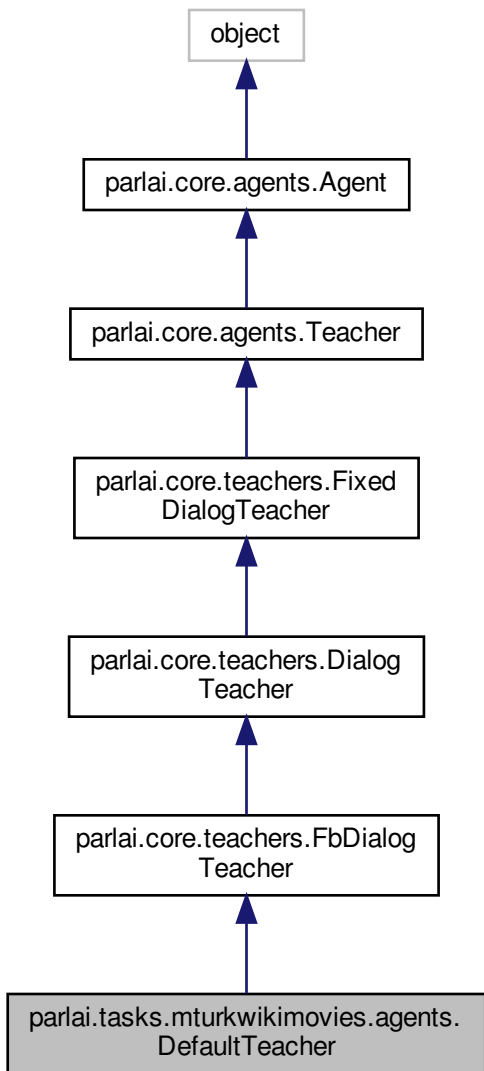 object
parlai.core.agents.Agent
parlai.core.agents.Teacher
parlai.core.teachers.Fixed
DialogTeacher
parlai.core.teachers.Dialog
Teacher
parlai.core.teachers.FbDialog
Teacher
parlai.tasks.mturkwikimovies.agents.
DefaultTeacher